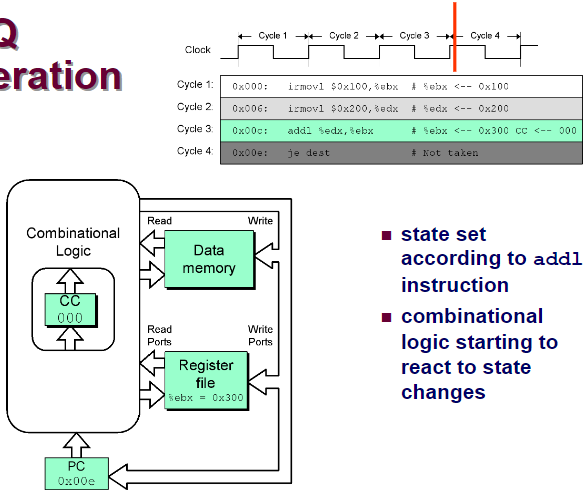 Q
eration
Cycle 1 Cycle 2 Cycle 3 Cycle 4
Clock
Cycle 1: 0x000: irmovl $0x100,%ebx # %ebx <-- 0x100
Cycle 2: 0x006: irmovl $0x200,%edx # %edx <-- 0x200
Cycle 3: 0x00c: addl %edx,%ebx # %ebx <-- 0x300 CC <-- 000
Cycle 4: 0x00e: je dest # Not taken
Combinational
Logic
CC
000
Read
Write
Data
memory
Read
Ports
Write
Ports
Register
file
%ebx = 0x300
PC
0x00e
state set
according to addl
instruction
combinational
logic starting to
react to state
changes